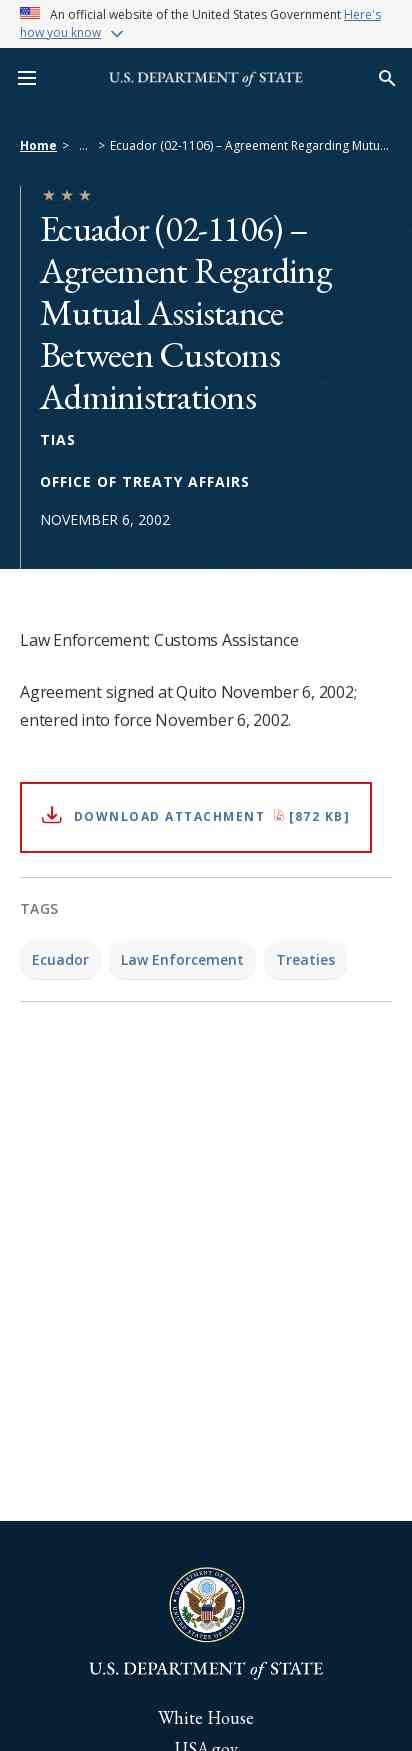 An official website of the United States Government Here's
how you know
U.S. DEPARTMENT of STATE
Home > ... > Ecuador (02-1106) – Agreement Regarding Mutu...
Ecuador (02-1106) –
Agreement Regarding
Mutual Assistance
Between Customs
Administrations
TIAS
OFFICE OF TREATY AFFAIRS
NOVEMBER 6, 2002
Law Enforcement: Customs Assistance
Agreement signed at Quito November 6, 2002;
entered into force November 6, 2002.
DOWNLOAD ATTACHMENT [872 KB]
TAGS
Ecuador Law Enforcement Treaties
DEPARTMENT OF STATE
UNITED STATES OF AMERICA
U.S. DEPARTMENT of STATE
White House
USA.gov